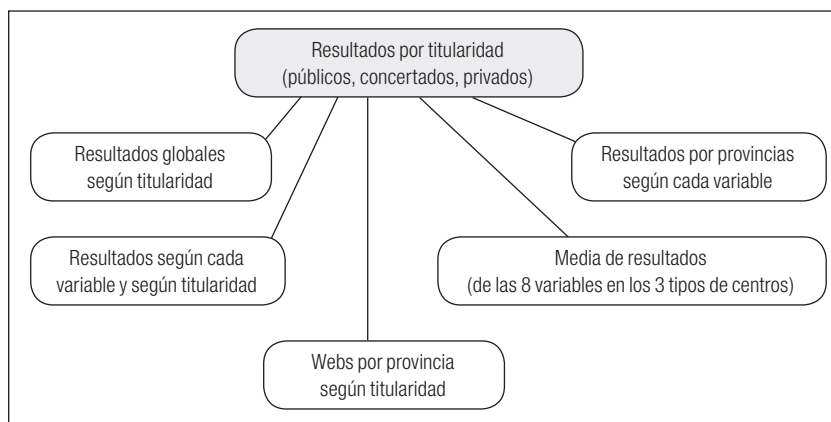 Resultados por titularidad
(públicos, concertados, privados)
Resultados globales
según titularidad
Resultados por provincias
según cada variable
Resultados según cada
variable y según titularidad
Media de resultados
(de las 8 variables en los 3 tipos de centros)
Webs por provincia
según titularidad